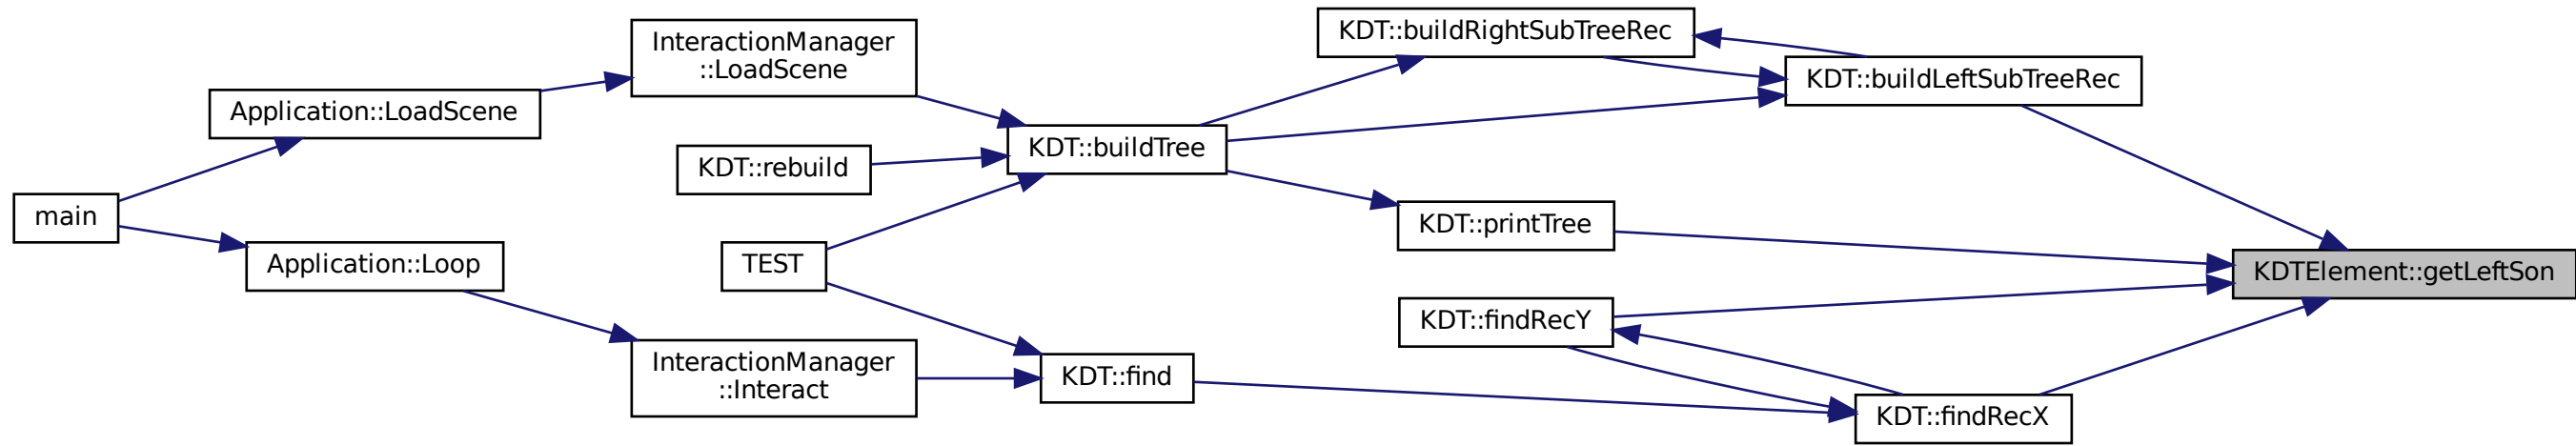 main
Application::LoadScene
Application::Loop
InteractionManager
::LoadScene
KDT::rebuild
TEST
InteractionManager
::Interact
KDT::buildTree
KDT::find
KDT::buildRightSubTreeRec
KDT::printTree
KDT::findRecY
KDT::buildLeftSubTreeRec
KDT::findRecX
KDTElement::getLeftSon